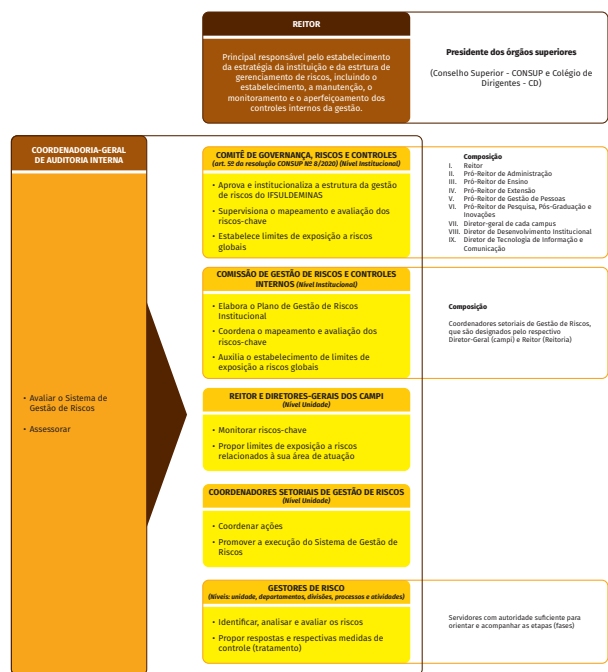 REITOR
Principal responsável pelo estabelecimento
da estratégia da instituição e da estrtura de
gerenciamento de riscos, incluindo o
estabelecimento, a manutenção, o
monitoramento e o aperfeiçoamento dos
controles internos da gestão.
Presidente dos órgãos superiores
(Conselho Superior - CONSUP e Colégio de
Dirigentes - CD)
COORDENADORIA-GERAL
DE AUDITORIA INTERNA
• Avaliar o Sistema de
Gestão de Riscos
• Assessorar
COMITÊ DE GOVERNANÇA, RISCOS E CONTROLES
(art. 5º da resolução CONSUP Nº 8/2020) (Nível Institucional)
• Aprova e institucionaliza a estrutura da gestão
de riscos do IFSULDEMINAS
• Supervisiona o mapeamento e avaliação dos
riscos-chave
• Estabelece limites de exposição a riscos
globais
Composição
I. Reitor
II. Pró-Reitor de Administração
III. Pró-Reitor de Ensino
IV. Pró-Reitor de Extensão
V. Pró-Reitor de Gestão de Pessoas
VI. Pró-Reitor de Pesquisa, Pós-Graduação e
Inovações
VII. Diretor-geral de cada campus
VIII. Diretor de Desenvolvimento Institucional
IX. Diretor de Tecnologia de Informação e
Comunicação
COMISSÃO DE GESTÃO DE RISCOS E CONTROLES
INTERNOS (Nível Institucional)
• Elabora o Plano de Gestão de Riscos
Institucional
• Coordena o mapeamento e avaliação dos
riscos-chave
• Auxilia o estabelecimento de limites de
exposição a riscos globais
Composição
Coordenadores setoriais de Gestão de Riscos,
que são designados pelo respectivo
Diretor-Geral (campi) e Reitor (Reitoria)
REITOR E DIRETORES-GERAIS DOS CAMPI
(Nível Unidade)
• Monitorar riscos-chave
• Propor limites de exposição a riscos
relacionados à sua área de atuação
COORDENADORES SETORIAIS DE GESTÃO DE RISCOS
(Nível Unidade)
• Coordenar ações
• Promover a execução do Sistema de Gestão de
Riscos
GESTORES DE RISCO
(Níveis: unidade, departamentos, divisões, processos e atividades)
• Identificar, analisar e avaliar os riscos
• Propor respostas e respectivas medidas de
controle (tratamento)
Servidores com autoridade suficiente para
orientar e acompanhar as etapas (fases)